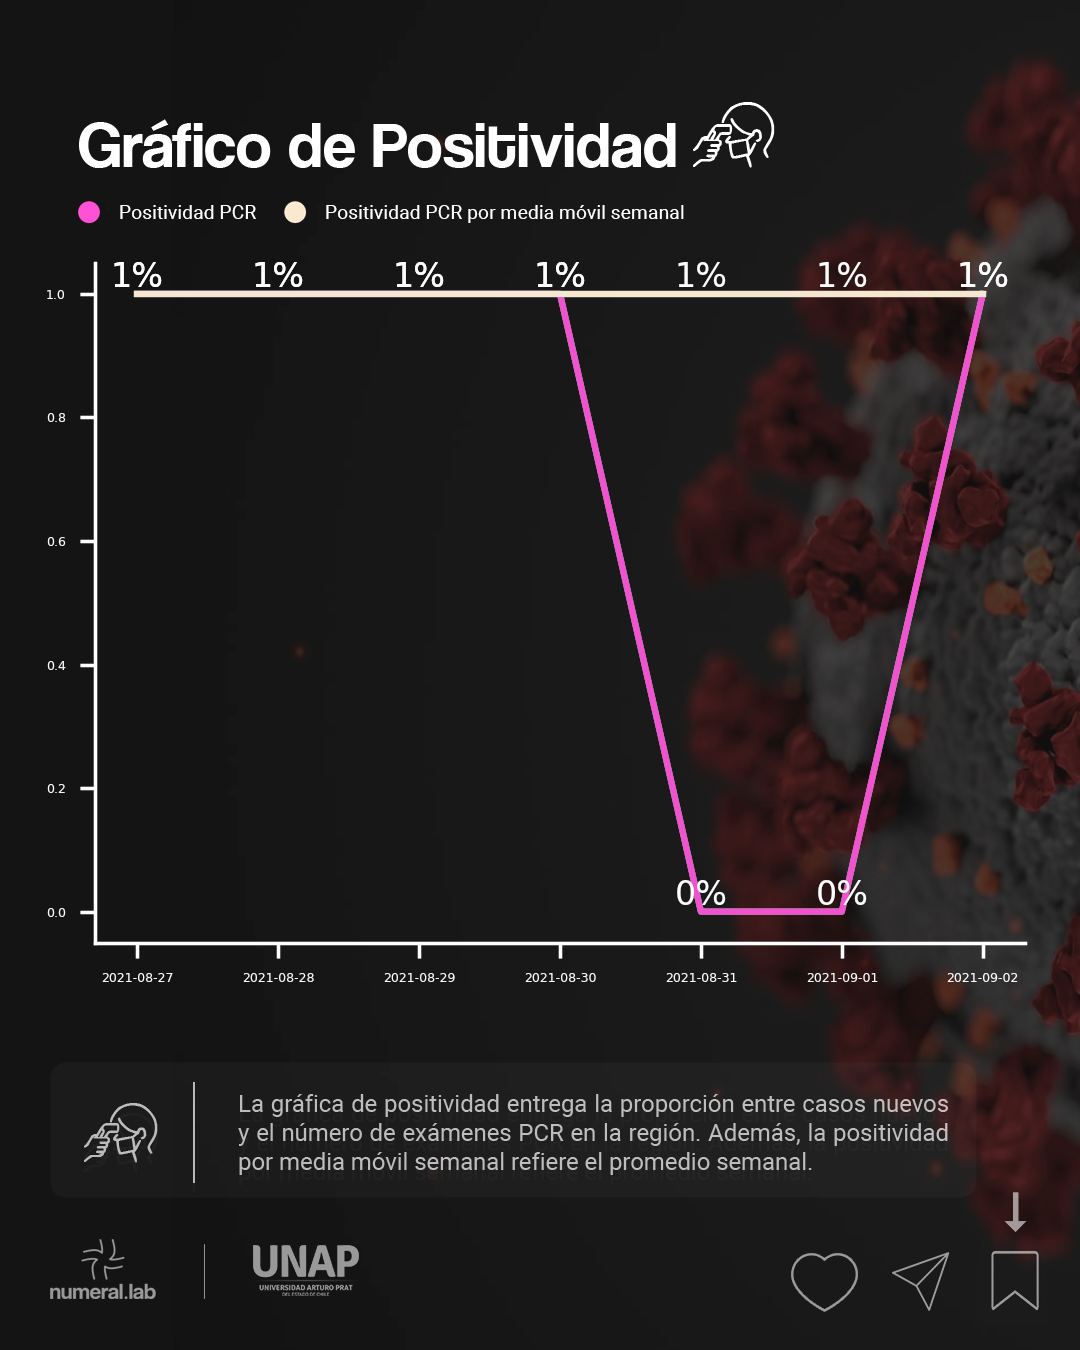 Gráfico de Positividad
Positividad PCR Positividad PCR por media móvil semanal
1% 1% 1% 1% 1% 1% 1%
1.0
0.8
0.6
0.4
0.2
0% 0%
0.0
2021-08-27 2021-08-28 2021-08-29 2021-08-30 2021-08-31 2021-09-01 2021-09-02
La gráfica de positividad entrega la proporción entre casos nuevos
y el número de exámenes PCR en la región. Además, la positividad
por media móvil semanal refiere el promedio semanal.
numeral.lab
UNAP
UNIVERSIDAD ARTURO PRAT
DEL ESTADO DE CHILE